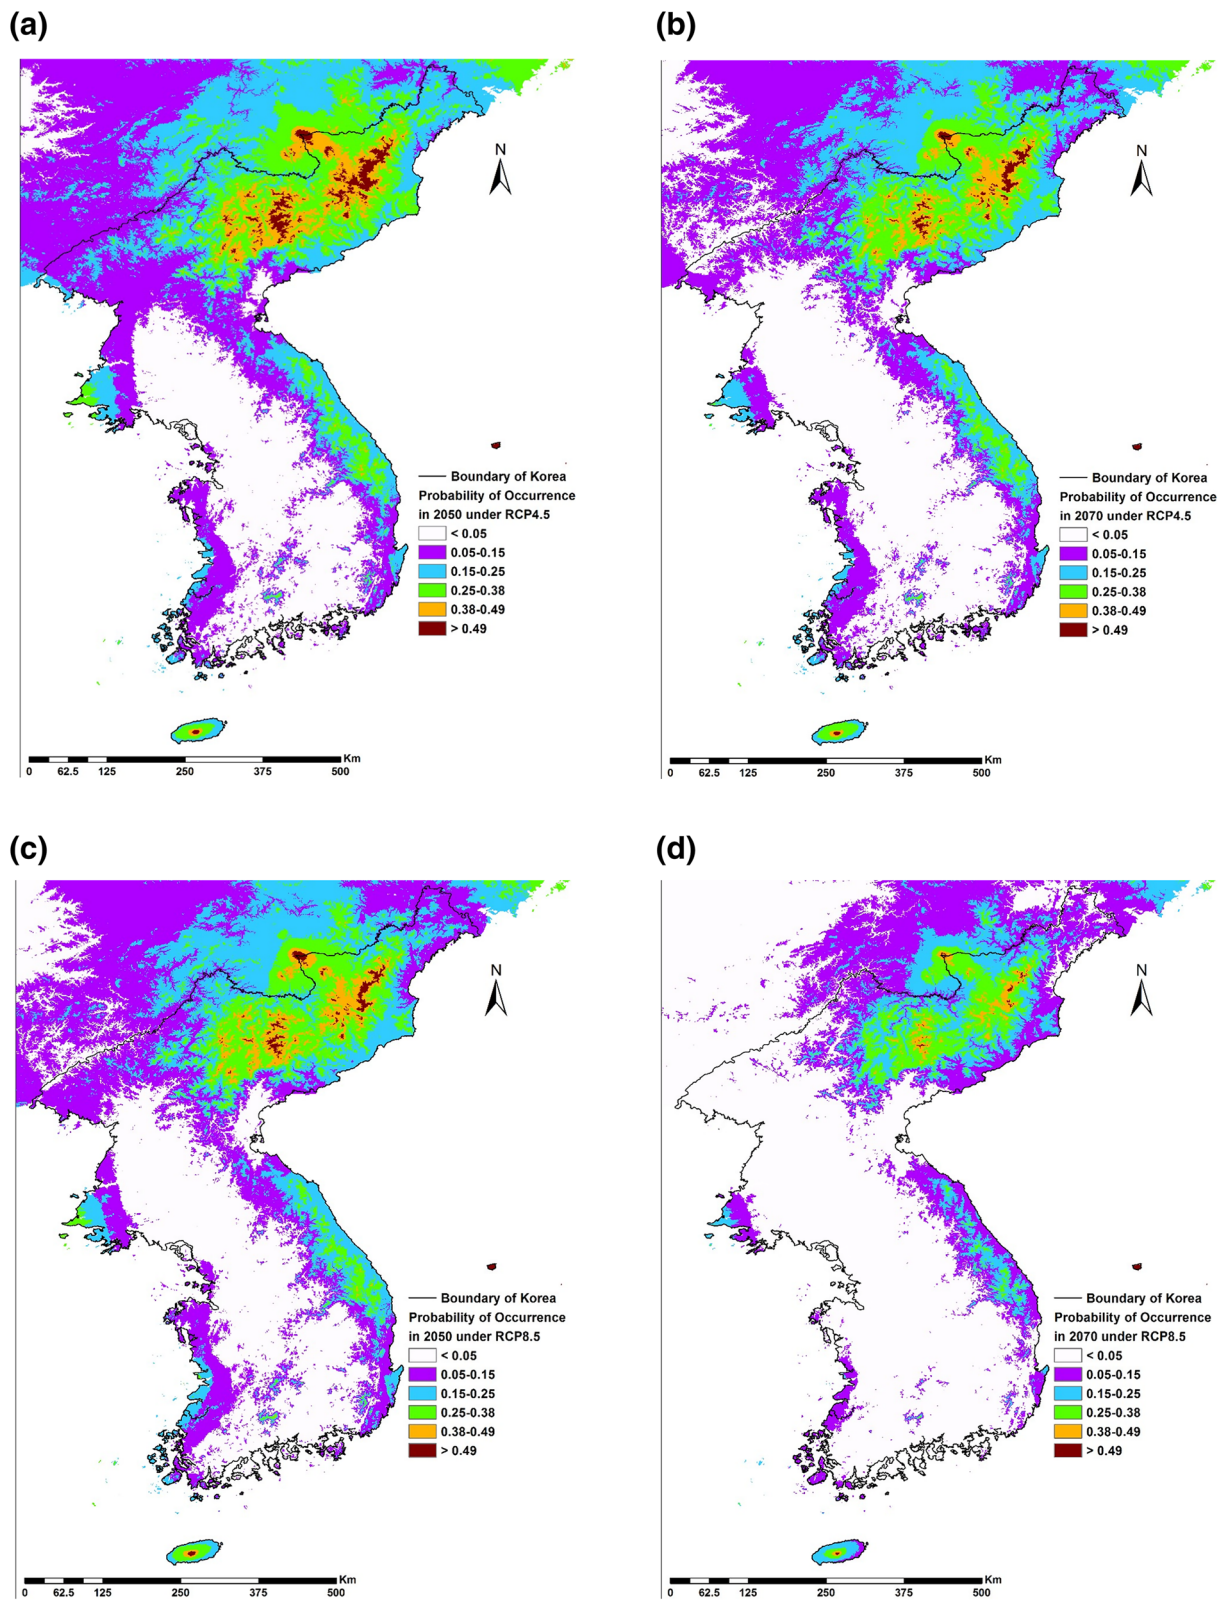 (a)
N
Boundary of Korea
Probability of Occurrence
in 2050 under RCP4.5
< 0.05
0.05-0.15
0.15-0.25
0.25-0.38
0.38-0.49
> 0.49
Km
0 62.5 125 250 375 500
(b)
N
Boundary of Korea
Probability of Occurrence
in 2070 under RCP4.5
< 0.05
0.05-0.15
0.15-0.25
0.25-0.38
0.38-0.49
> 0.49
Km
0 62.5 125 250 375 500
(c)
N
Boundary of Korea
Probability of Occurrence
in 2050 under RCP8.5
< 0.05
0.05-0.15
0.15-0.25
0.25-0.38
0.38-0.49
> 0.49
Km
0 62.5 125 250 375 500
(d)
N
Boundary of Korea
Probability of Occurrence
in 2070 under RCP8.5
< 0.05
0.05-0.15
0.15-0.25
0.25-0.38
0.38-0.49
> 0.49
Km
0 62.5 125 250 375 500